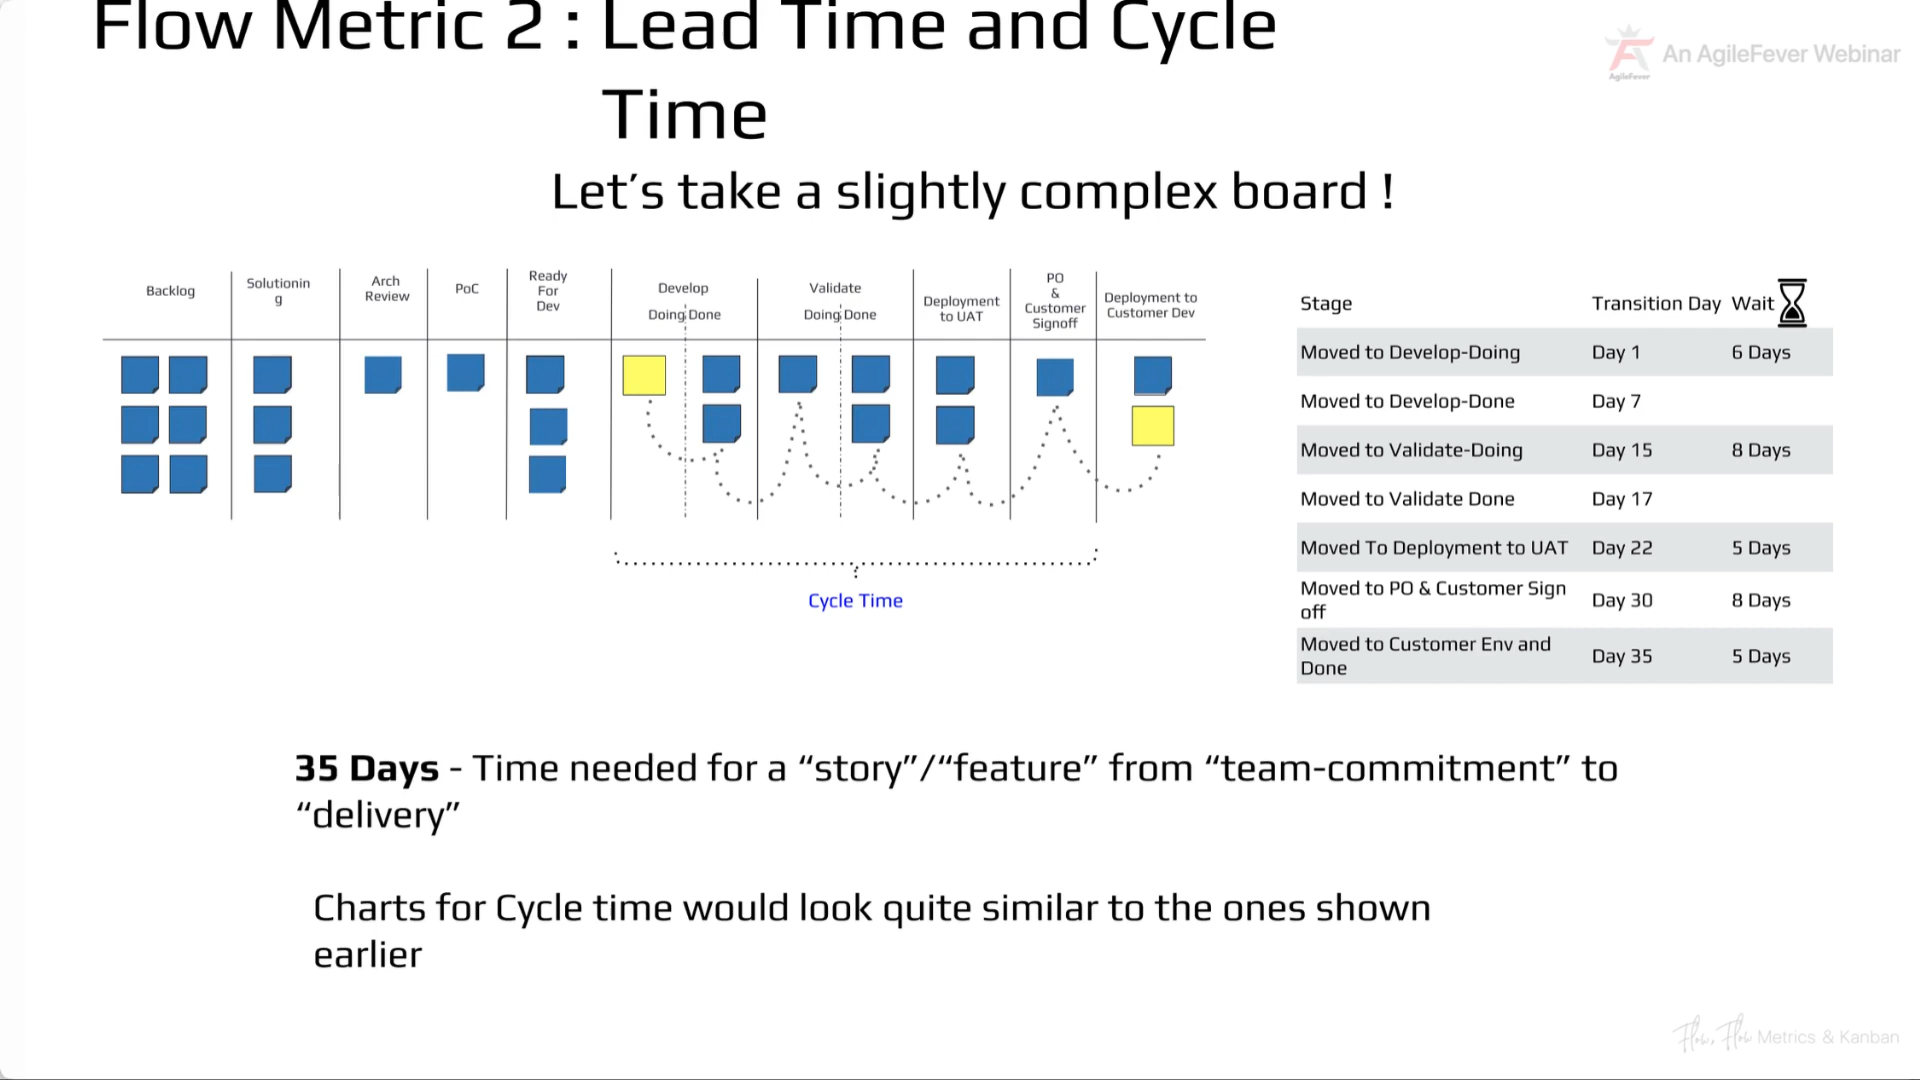 Flow Metric 2 : Lead Time and Cycle
Time
An AgileFever Webinar
AgileFever
Let’s take a slightly complex board !
Backlog
Solutionin
g
Arch
Review
PoC
Ready
For
Dev
Develop
Doing Done
Validate
Doing Done
Deployment
to UAT
PO
&
Customer
Signoff
Deployment to
Customer Dev
Cycle Time
Stage Transition Day Wait
Moved to Develop-Doing Day 1 6 Days
Moved to Develop-Done Day 7
Moved to Validate-Doing Day 15 8 Days
Moved to Validate Done Day 17
Moved To Deployment to UAT Day 22 5 Days
Moved to PO & Customer Sign
off Day 30 8 Days
Moved to Customer Env and
Done Day 35 5 Days
35 Days - Time needed for a “story”/“feature” from “team-commitment” to
“delivery”
Charts for Cycle time would look quite similar to the ones shown
earlier
Flow, Flow Metrics & Kanban